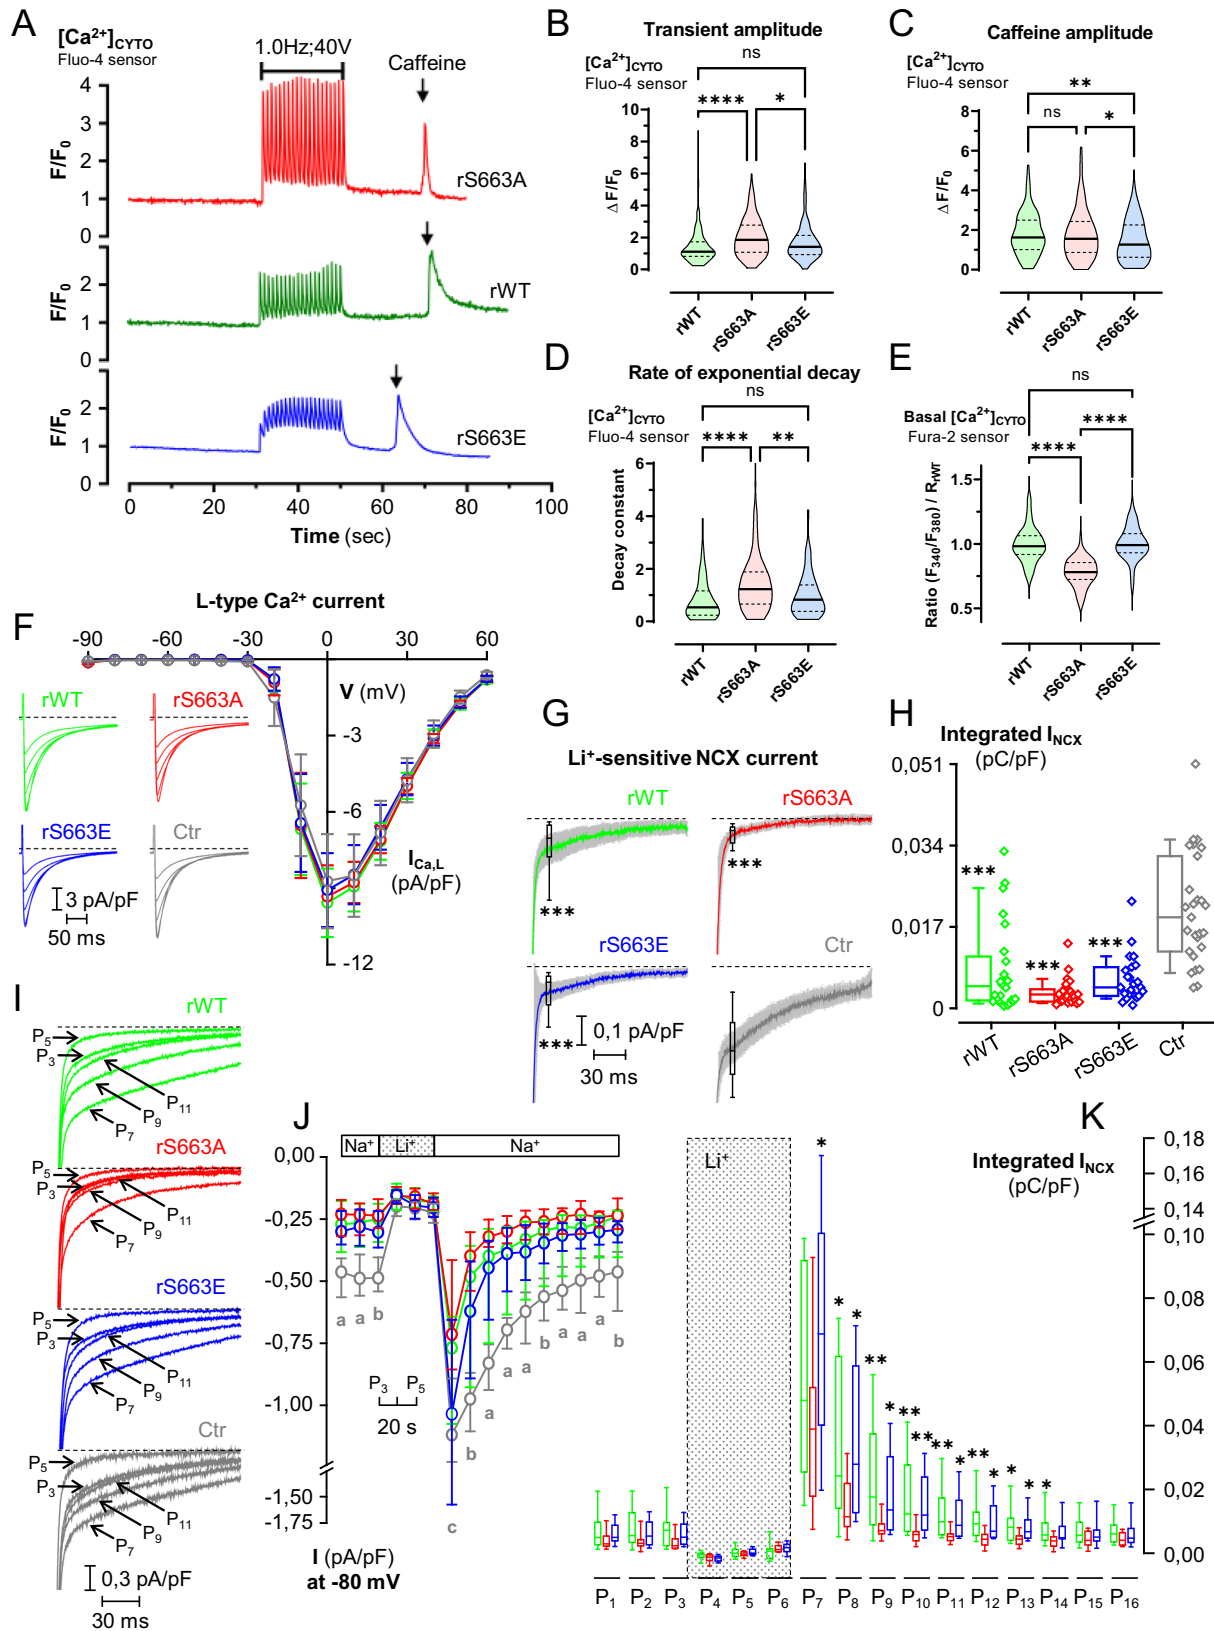 A
[Ca²⁺]CYTO
Fluo-4 sensor
1.0Hz;40V
Caffeine
4
3
2
1
0
F/F₀
rS663A
2
1
0
F/F₀
rWT
2
1
0
F/F₀
rS663E
0 20 40 60 80 100
Time (sec)
B
Transient amplitude
[Ca²⁺]CYTO
Fluo-4 sensor
ns
**** *
10
8
6
4
2
0
Δ F/F₀
rWT rS663A rS663E
C
Caffeine amplitude
[Ca²⁺]CYTO
Fluo-4 sensor
**
ns *
8
6
4
2
0
Δ F/F₀
rWT rS663A rS663E
D
Rate of exponential decay
ns
[Ca²⁺]CYTO
Fluo-4 sensor
**** **
6
4
2
0
Decay constant
rWT rS663A rS663E
E
ns
Basal [Ca²⁺]CYTO
Fura-2 sensor
****
****
1.5
1.0
0.5
Ratio (F₃₄₀/F₃₈₀) / RrWT
rWT rS663A rS663E
F
L-type Ca²⁺ current
-90 -60 -30 0 30 60
V (mV)
-3
-6
-12
ICa,L
(pA/pF)
rWT rS663A
rS663E Ctr
3 pA/pF
50 ms
G
Li⁺-sensitive NCX current
rWT rS663A
*** ***
rS663E Ctr
***
0,1 pA/pF
30 ms
H
Integrated INCX
(pC/pF)
0,051
0,034
0,017
0
*** *** ***
rWT rS663A rS663E Ctr
I
rWT
P₅
P₃
P₁₁
P₉
P₇
rS663A
P₅
P₃
P₁₁
P₉
P₇
rS663E
P₅
P₃
P₁₁
P₉
P₇
Ctr
P₅
P₃
P₁₁
P₉
P₇
0,3 pA/pF
30 ms
J
Na⁺ Li⁺ Na⁺
0,00
-0,25
-0,50
-0,75
-1,00
-1,50
-1,75
a a b
c b a a a b a a a b
P₃ P₅
20 s
I (pA/pF)
at -80 mV
K
Li⁺
Integrated INCX
(pC/pF)
0,18
0,16
0,14
0,10
0,08
0,06
0,04
0,02
0,00
* * * ** * ** ** ** * ** * * * **
P₁ P₂ P₃ P₄ P₅ P₆ P₇ P₈ P₉ P₁₀ P₁₁ P₁₂ P₁₃ P₁₄ P₁₅ P₁₆